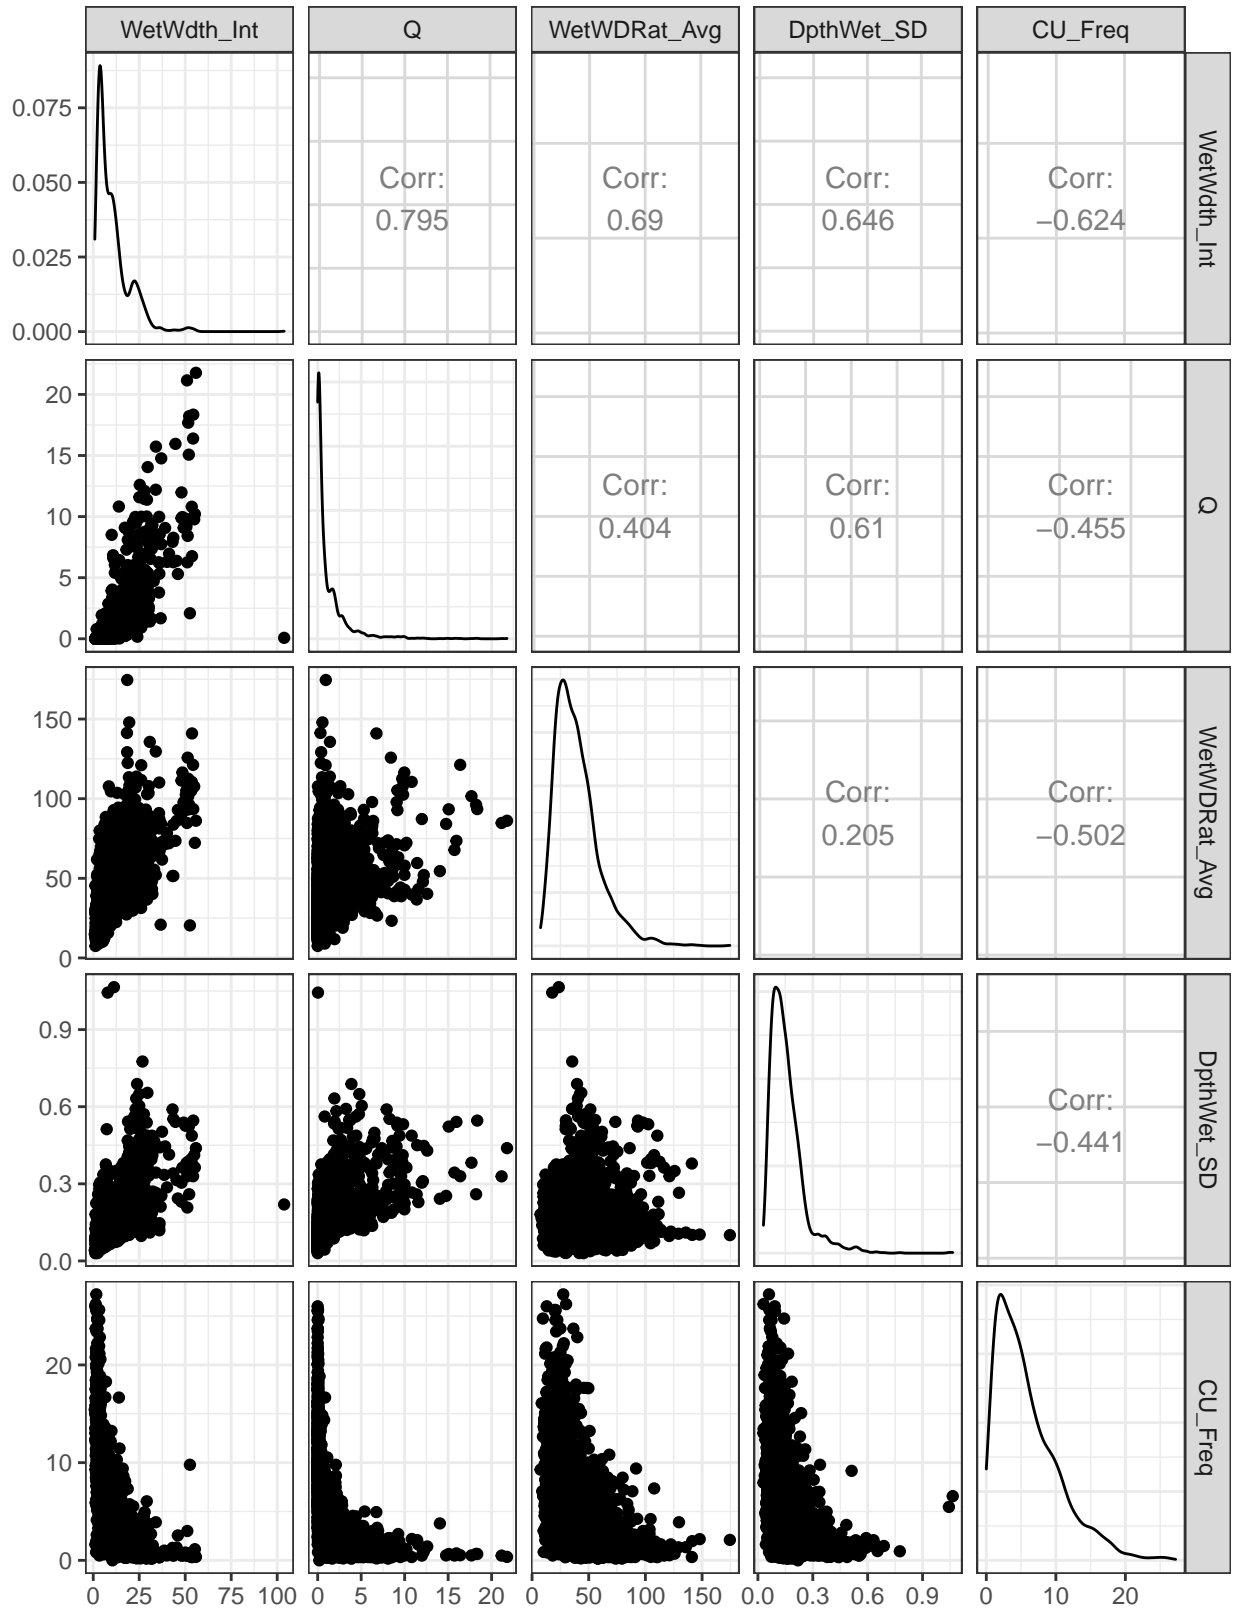 WetWdth_Int Q WetWDRat_Avg DpthWet_SD CU_Freq
0.075
0.050
0.025
0.000
Corr:
0.795
Corr:
0.69
Corr:
0.646
Corr:
−0.624
WetWdth_Int
20
15
10
5
0
Corr:
0.404
Corr:
0.61
Corr:
−0.455
Q
150
100
50
0
Corr:
0.205
Corr:
−0.502
WetWDRat_Avg
0.9
0.6
0.3
0.0
Corr:
−0.441
DpthWet_SD
20
10
0
CU_Freq
0 25 50 75 100 0 5 10 15 20 0 50 100 150 0.0 0.3 0.6 0.9 0 10 20